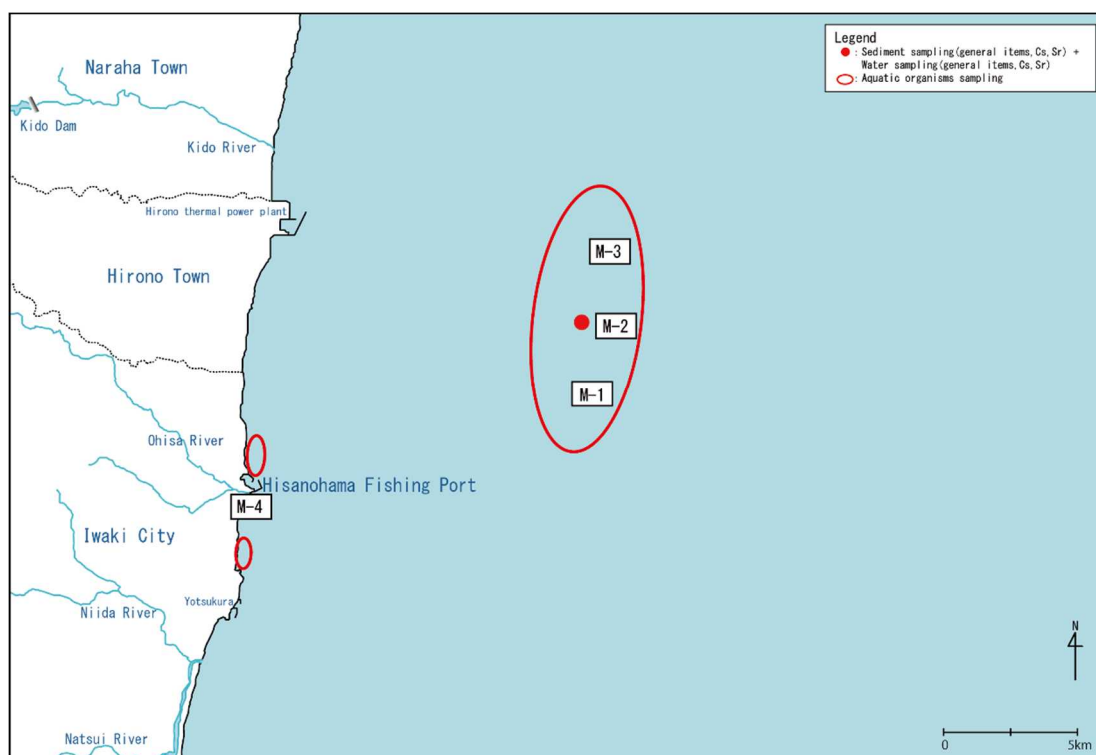 Legend
: Sediment sampling(general items,Cs,Sr) +
Water sampling(general items,Cs,Sr)
: Aquatic organisms sampling
Naraha Town
Kido Dam
Kido River
Hirono thermal power plant
Hirono Town
M-3
M-2
M-1
Ohisa River
Hisanohama Fishing Port
M-4
Iwaki City
Yotsukura
Niida River
Natsui River
N
0
5km